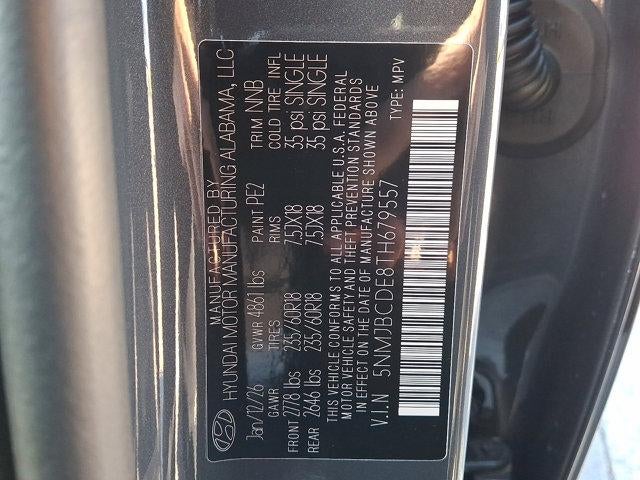 MANUFACTURED BY
HYUNDAI MOTOR MANUFACTURING ALABAMA, LLC
Jan/12/26 GVWR 4861 lbs PAINT PE2 TRIM NNB
GAWR TIRES RIMS COLD TIRE INFL
FRONT 2778 lbs 235/60R18 7.5JX18 35 psi SINGLE
REAR 2646 lbs 235/60R18 7.5JX18 35 psi SINGLE
THIS VEHICLE CONFORMS TO ALL APPLICABLE U.S.A. FEDERAL
MOTOR VEHICLE SAFETY AND THEFT PREVENTION STANDARDS
IN EFFECT ON THE DATE OF MANUFACTURE SHOWN ABOVE
V.I.N 5NMJBCDE8TH679557 TYPE: MPV